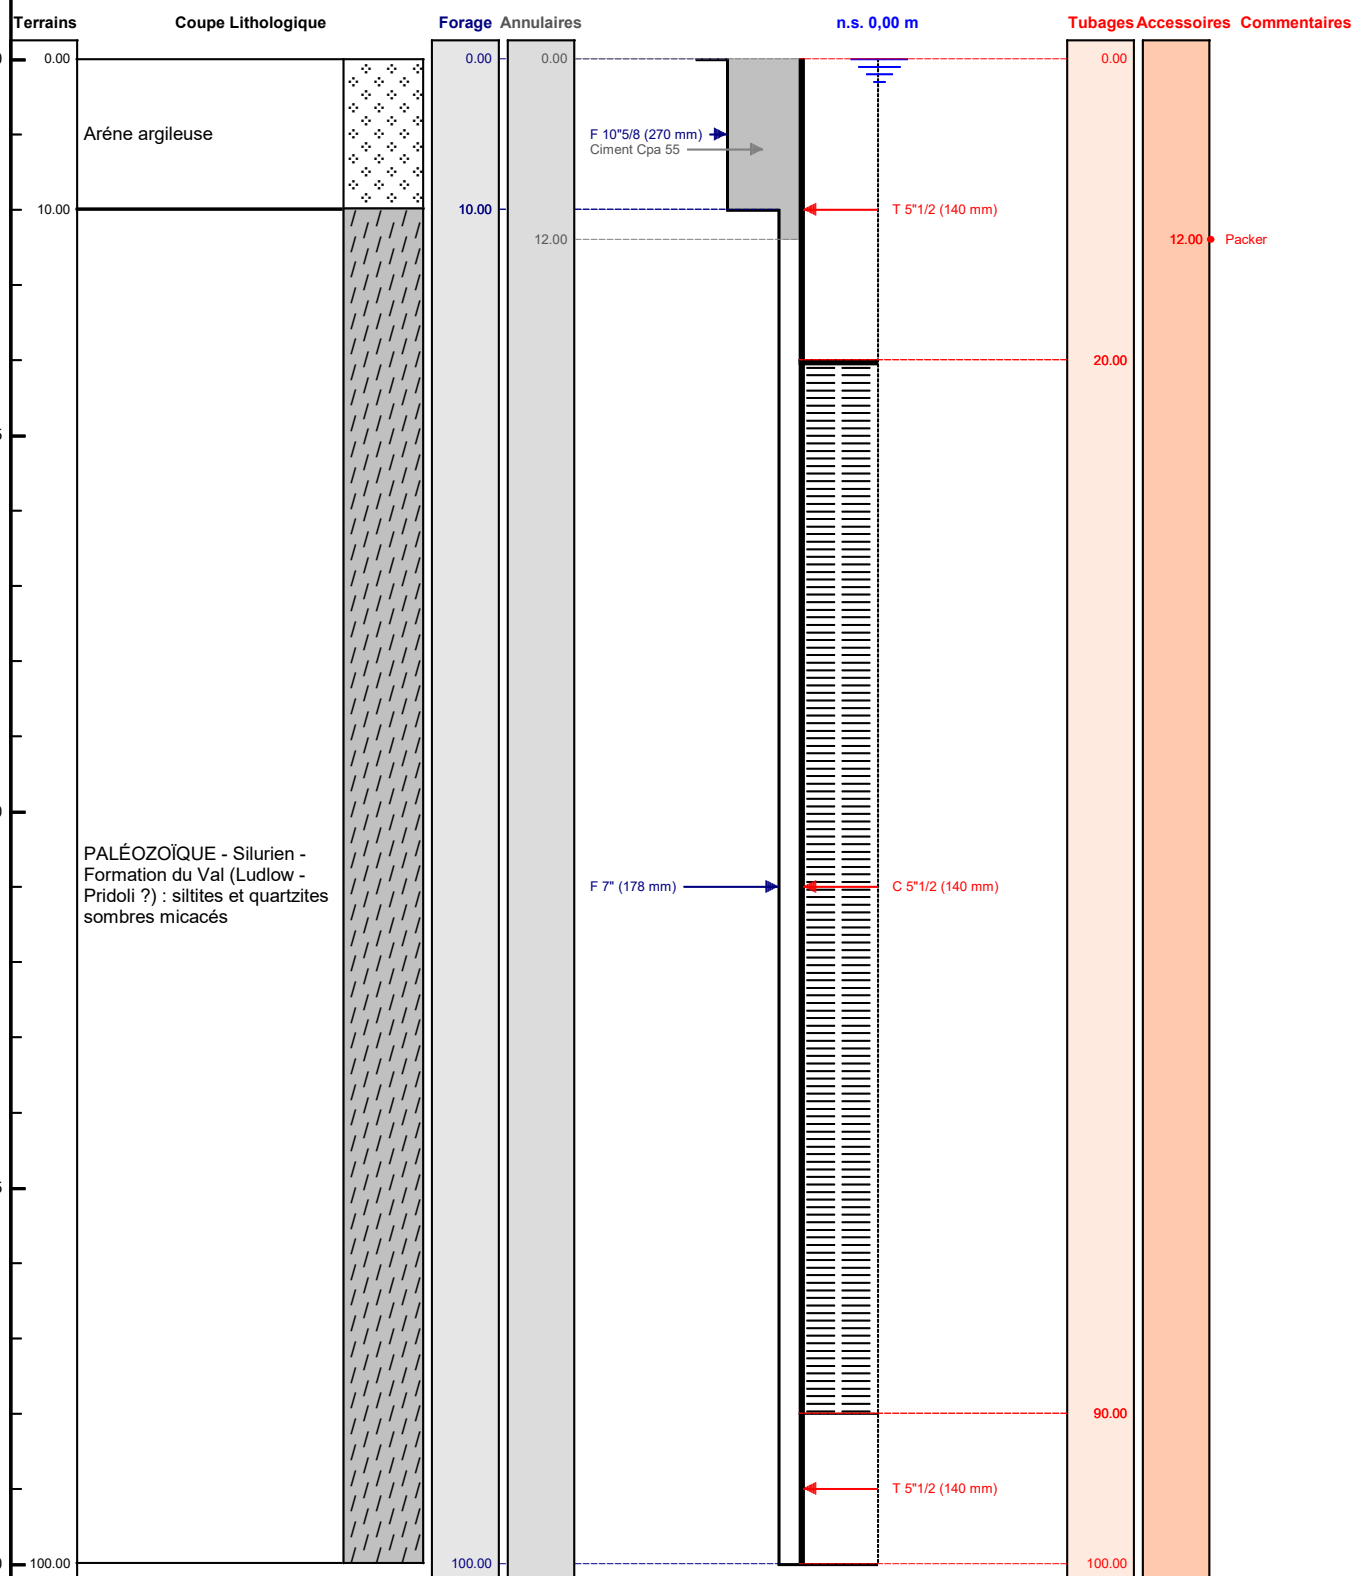 Terrains Coupe Lithologique Forage Annulaires n.s. 0,00 m Tubages Accessoires Commentaires
0.00 0.00 0.00 0.00
Aréne argileuse
F 10"5/8 (270 mm)
Ciment Cpa 55
10.00 10.00 T 5"1/2 (140 mm)
12.00 12.00 Packer
20.00
PALÉOZOÏQUE - Silurien -
Formation du Val (Ludlow -
Pridoli ?) : siltites et quartzites
sombres micacés
F 7" (178 mm) C 5"1/2 (140 mm)
90.00
T 5"1/2 (140 mm)
100.00 100.00 100.00